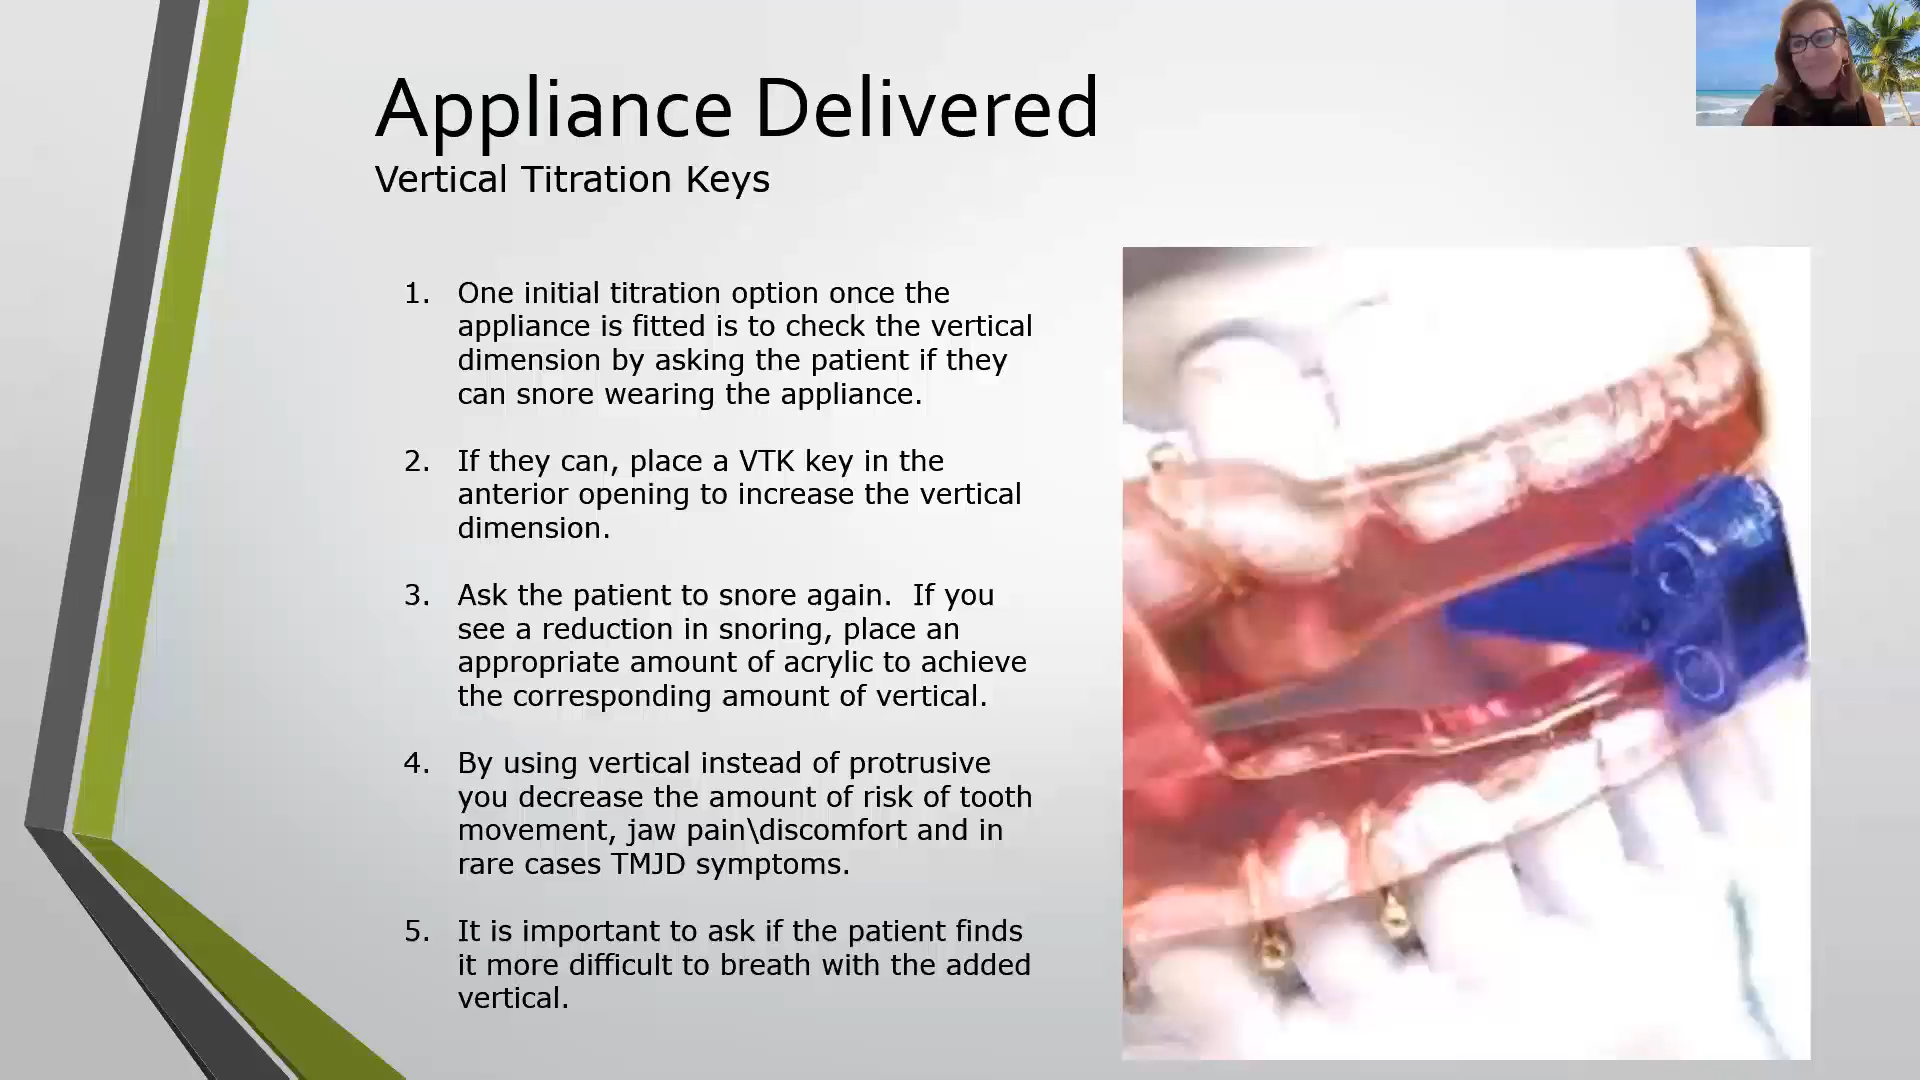 Appliance Delivered
Vertical Titration Keys
1. One initial titration option once the
appliance is fitted is to check the vertical
dimension by asking the patient if they
can snore wearing the appliance.
2. If they can, place a VTK key in the
anterior opening to increase the vertical
dimension.
3. Ask the patient to snore again.  If you
see a reduction in snoring, place an
appropriate amount of acrylic to achieve
the corresponding amount of vertical.
4. By using vertical instead of protrusive
you decrease the amount of risk of tooth
movement, jaw pain\discomfort and in
rare cases TMJD symptoms.
5. It is important to ask if the patient finds
it more difficult to breath with the added
vertical.